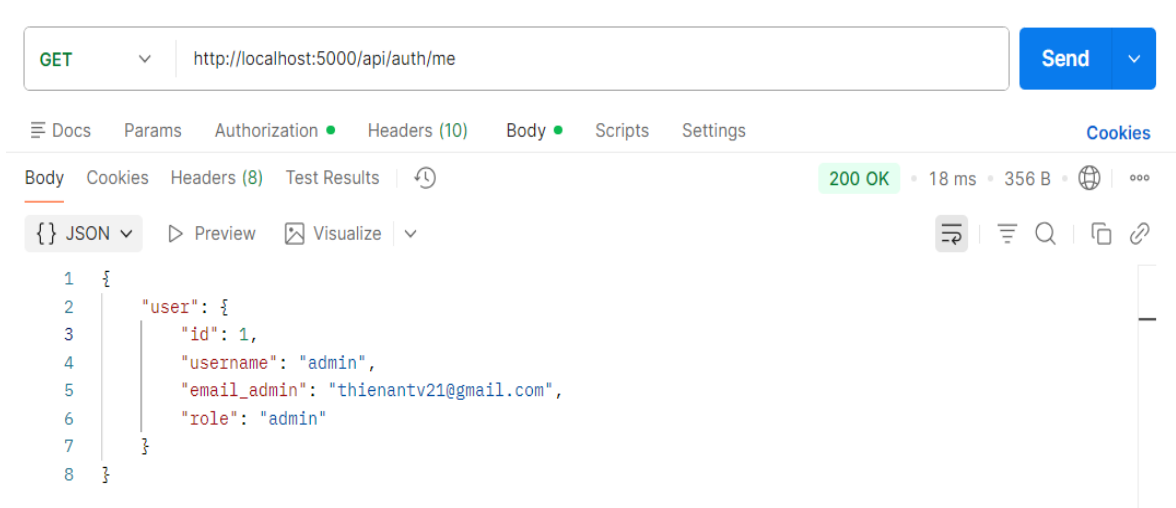 GET http://localhost:5000/api/auth/me Send
Docs Params Authorization Headers (10) Body Scripts Settings Cookies
Body Cookies Headers (8) Test Results 200 OK 18 ms 356 B
{} JSON Preview Visualize
1 {
2 "user": {
3 "id": 1,
4 "username": "admin",
5 "email_admin": "thienantv21@gmail.com",
6 "role": "admin"
7 }
8 }